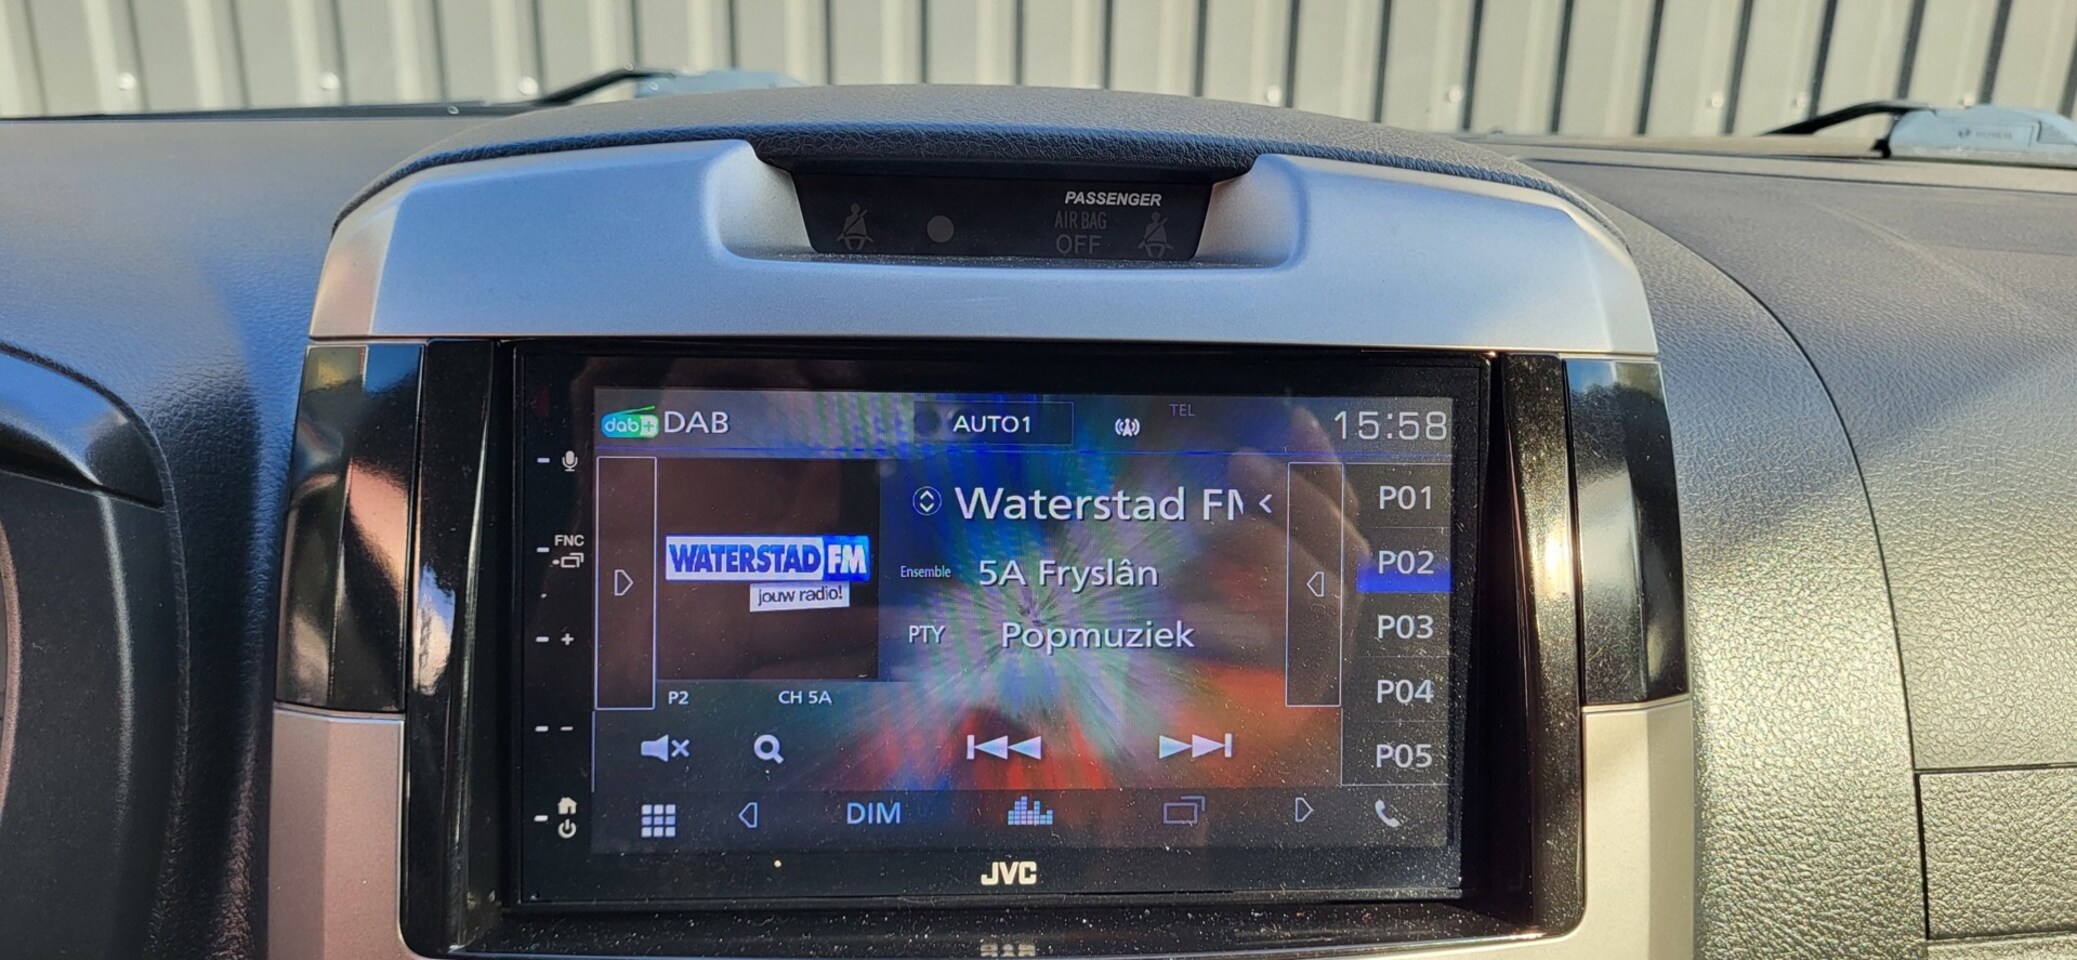 PASSENGER
AIR BAG
OFF
dab+ DAB
AUTO1
TEL
15:58
FNC
Waterstad FM
WATERSTAD FM
jouw radio!
Ensemble 5A Fryslân
PTY Popmuziek
P2 CH 5A
P01
P02
P03
P04
P05
DIM
JVC